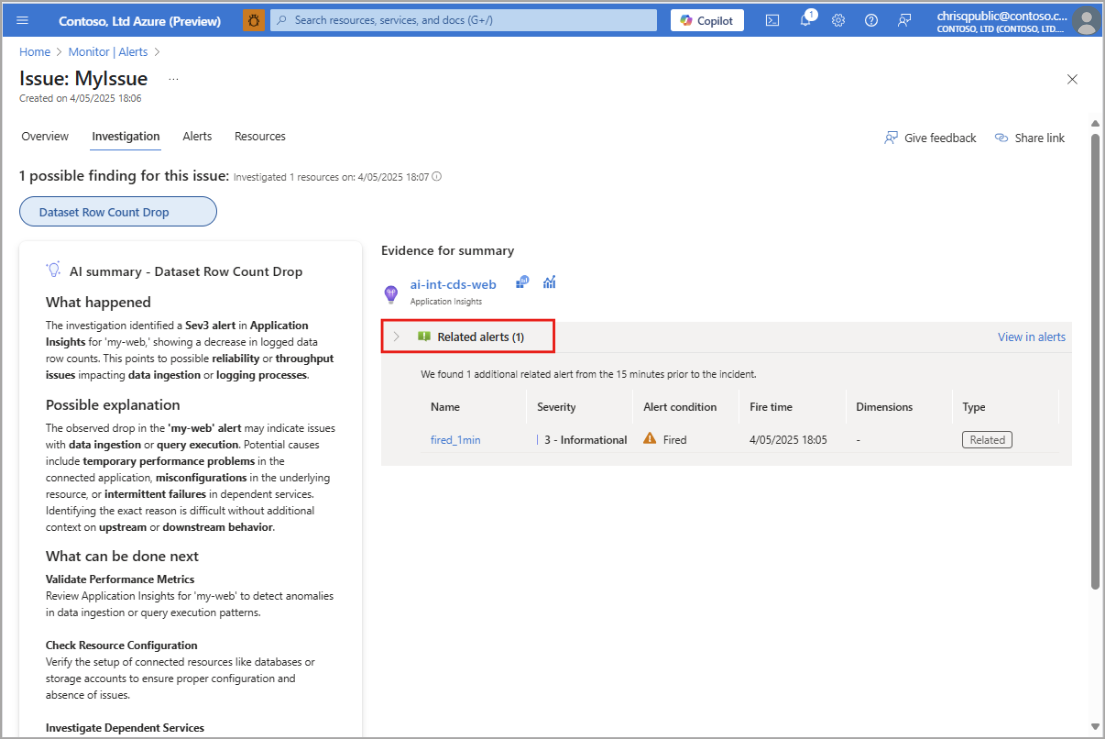 Contoso, Ltd Azure (Preview)
Search resources, services, and docs (G+/)
Copilot
1
chrisqpublic@contoso.c...
CONTOSO, LTD (CONTOSO, LTD....
Home > Monitor | Alerts >
Issue: MyIssue ...
Created on 4/05/2025 18:06
Overview Investigation Alerts Resources
Give feedback Share link
1 possible finding for this issue: Investigated 1 resources on: 4/05/2025 18:07
Dataset Row Count Drop
AI summary - Dataset Row Count Drop
What happened
The investigation identified a Sev3 alert in Application
Insights for 'my-web,' showing a decrease in logged data
row counts. This points to possible reliability or throughput
issues impacting data ingestion or logging processes.
Possible explanation
The observed drop in the 'my-web' alert may indicate issues
with data ingestion or query execution. Potential causes
include temporary performance problems in the
connected application, misconfigurations in the underlying
resource, or intermittent failures in dependent services.
Identifying the exact reason is difficult without additional
context on upstream or downstream behavior.
What can be done next
Validate Performance Metrics
Review Application Insights for 'my-web' to detect anomalies
in data ingestion or query execution patterns.
Check Resource Configuration
Verify the setup of connected resources like databases or
storage accounts to ensure proper configuration and
absence of issues.
Investigate Dependent Services
Evidence for summary
ai-int-cds-web
Application Insights
Related alerts (1)
View in alerts
We found 1 additional related alert from the 15 minutes prior to the incident.
Name Severity Alert condition Fire time Dimensions Type
fired_1min 3 - Informational Fired 4/05/2025 18:05 - Related